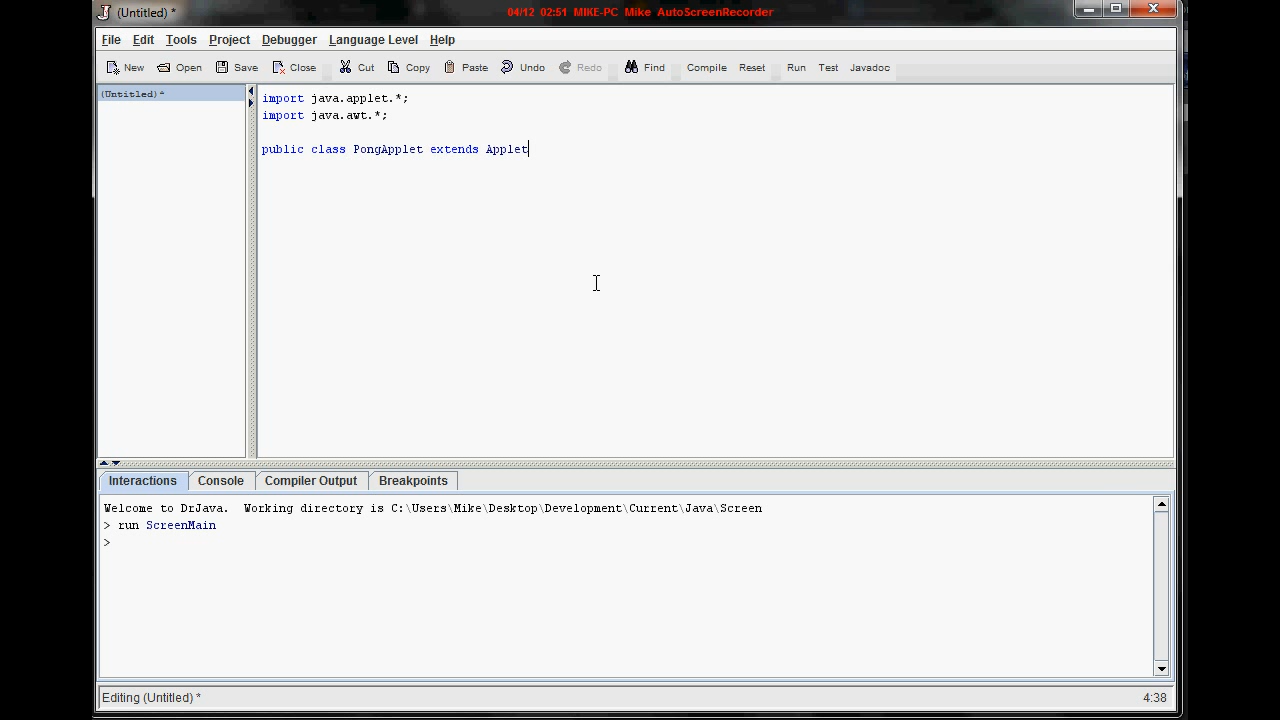 (Untitled) *
04/12 02:51 MIKE-PC Mike AutoScreenRecorder
File Edit Tools Project Debugger Language Level Help
New Open Save Close Cut Copy Paste Undo Redo Find Compile Reset Run Test Javadoc
(Untitled)*
import java.applet.*;
import java.awt.*;
public class PongApplet extends Applet
Interactions Console Compiler Output Breakpoints
Welcome to DrJava.  Working directory is C:\Users\Mike\Desktop\Development\Current\Java\Screen
> run ScreenMain
>
Editing (Untitled) *
4:38